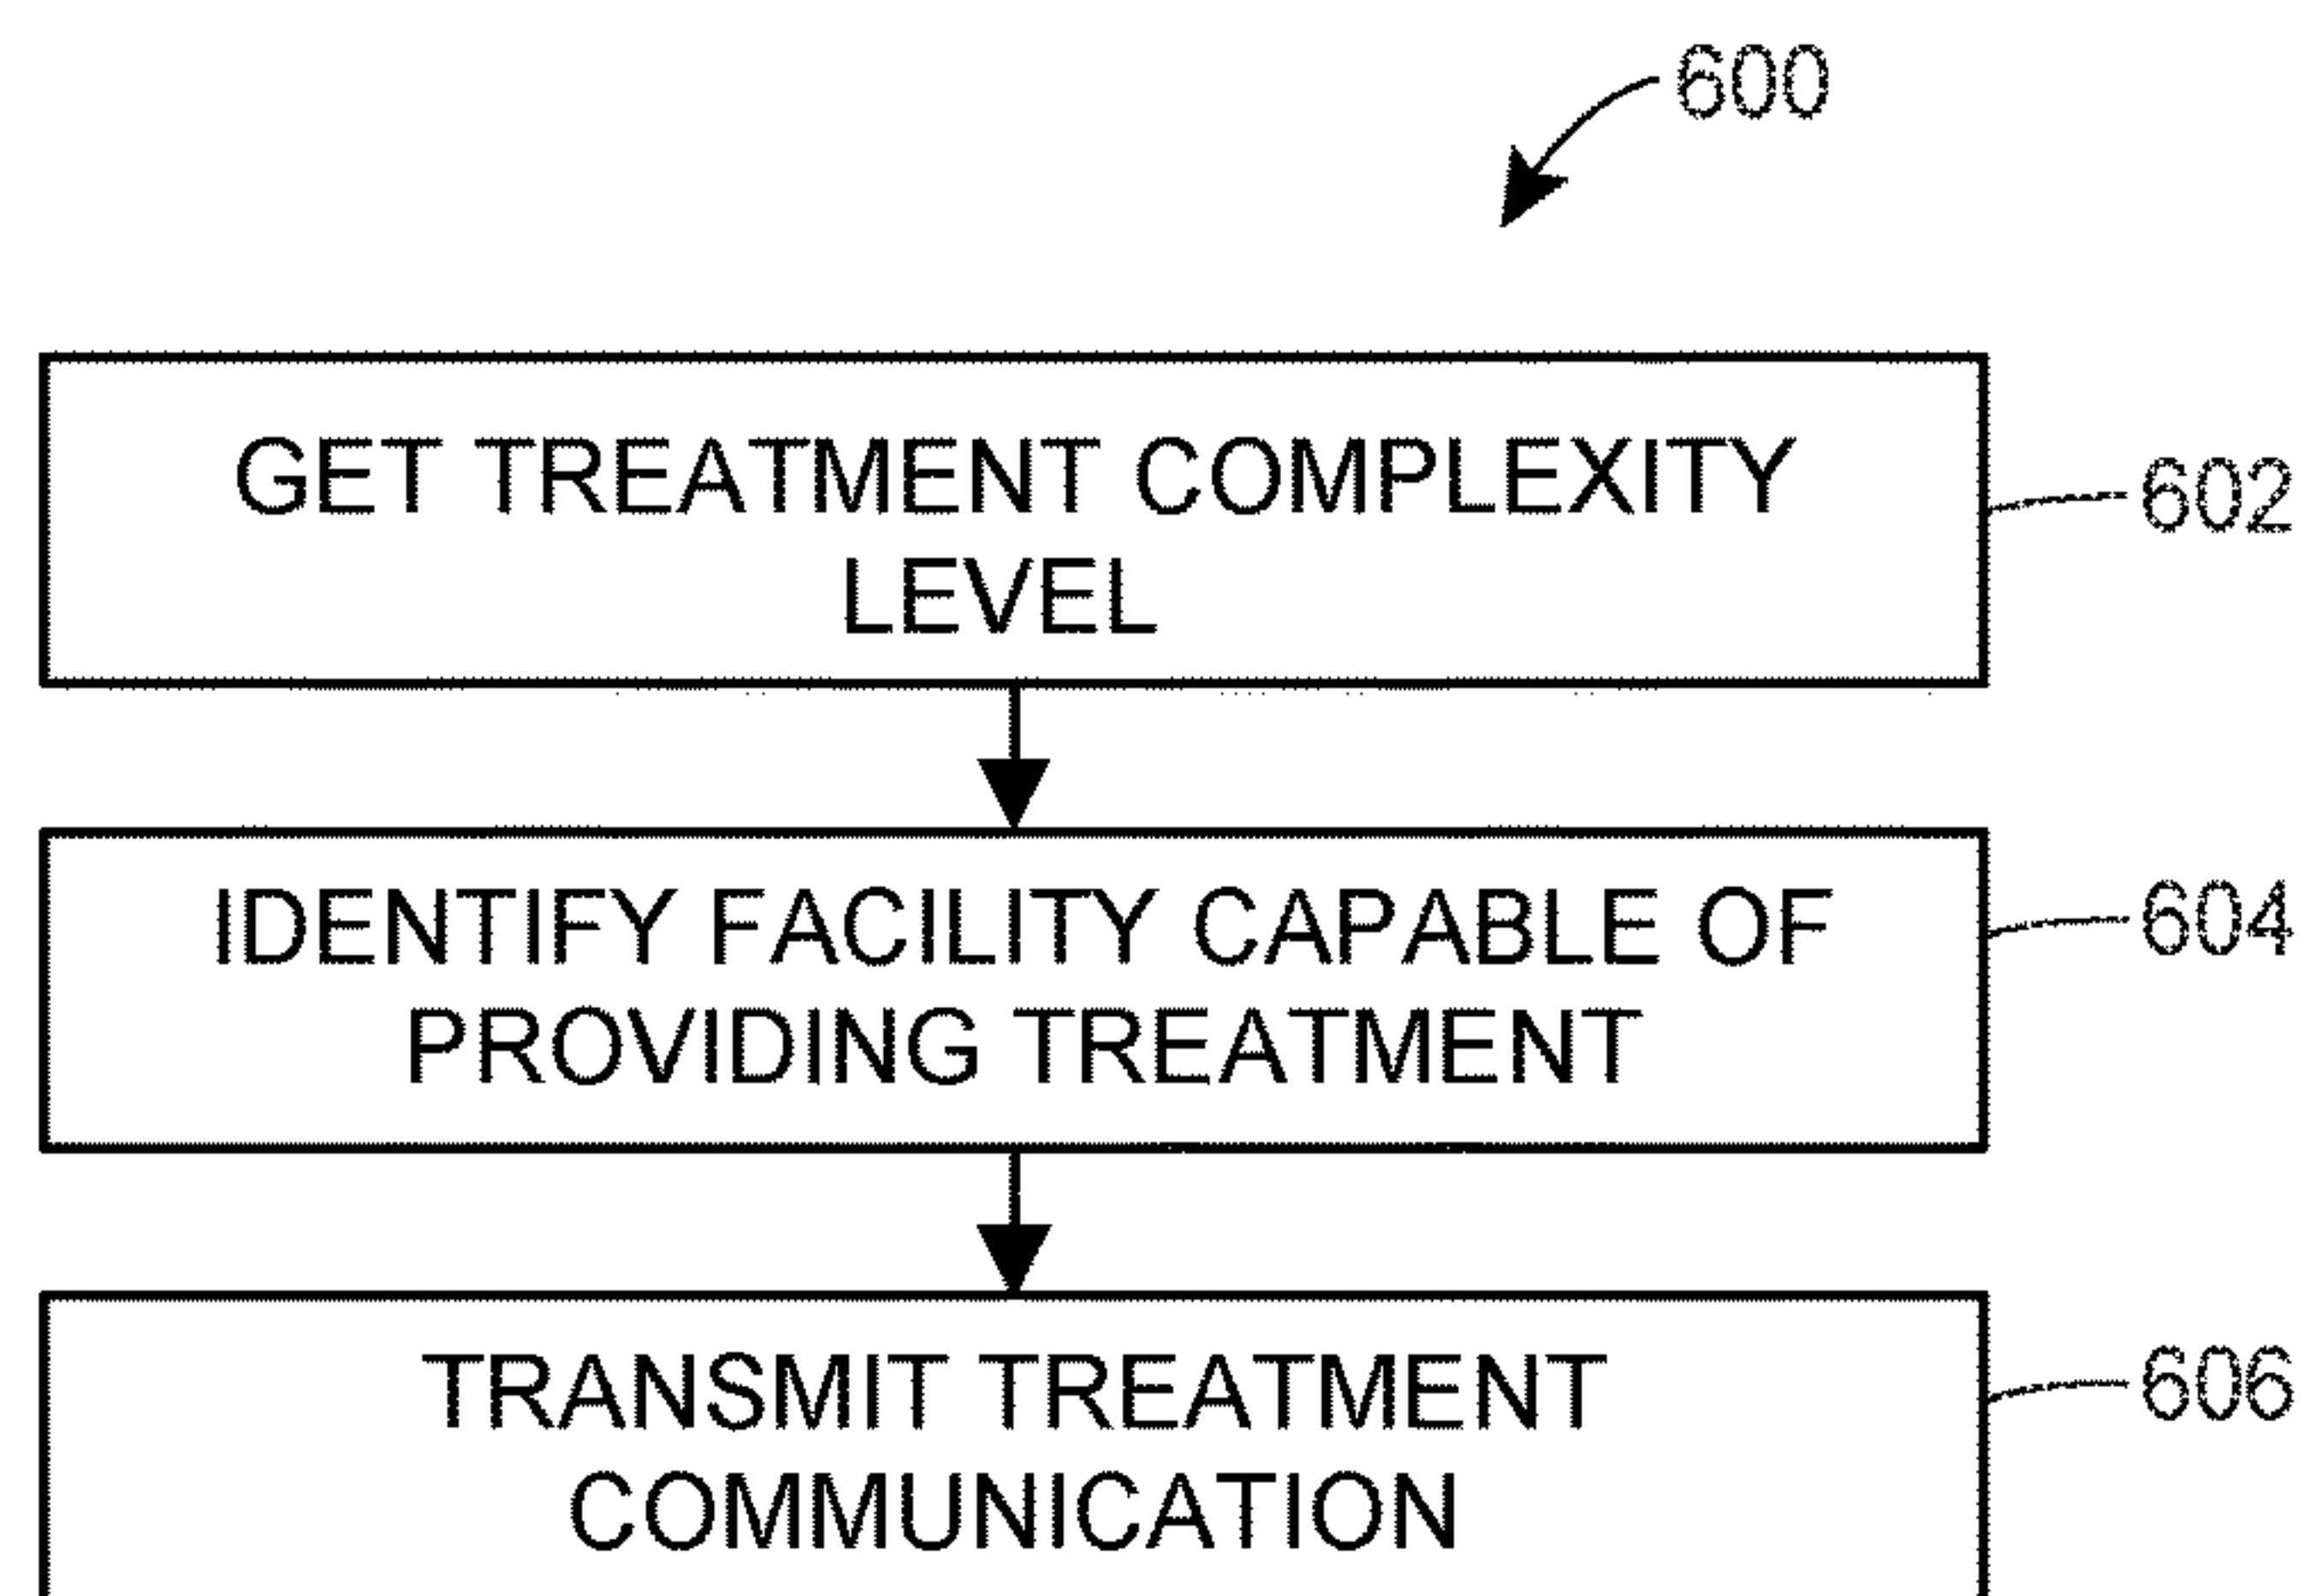 600
GET TREATMENT COMPLEXITY
LEVEL
602
IDENTIFY FACILITY CAPABLE OF
PROVIDING TREATMENT
604
TRANSMIT TREATMENT
COMMUNICATION
606